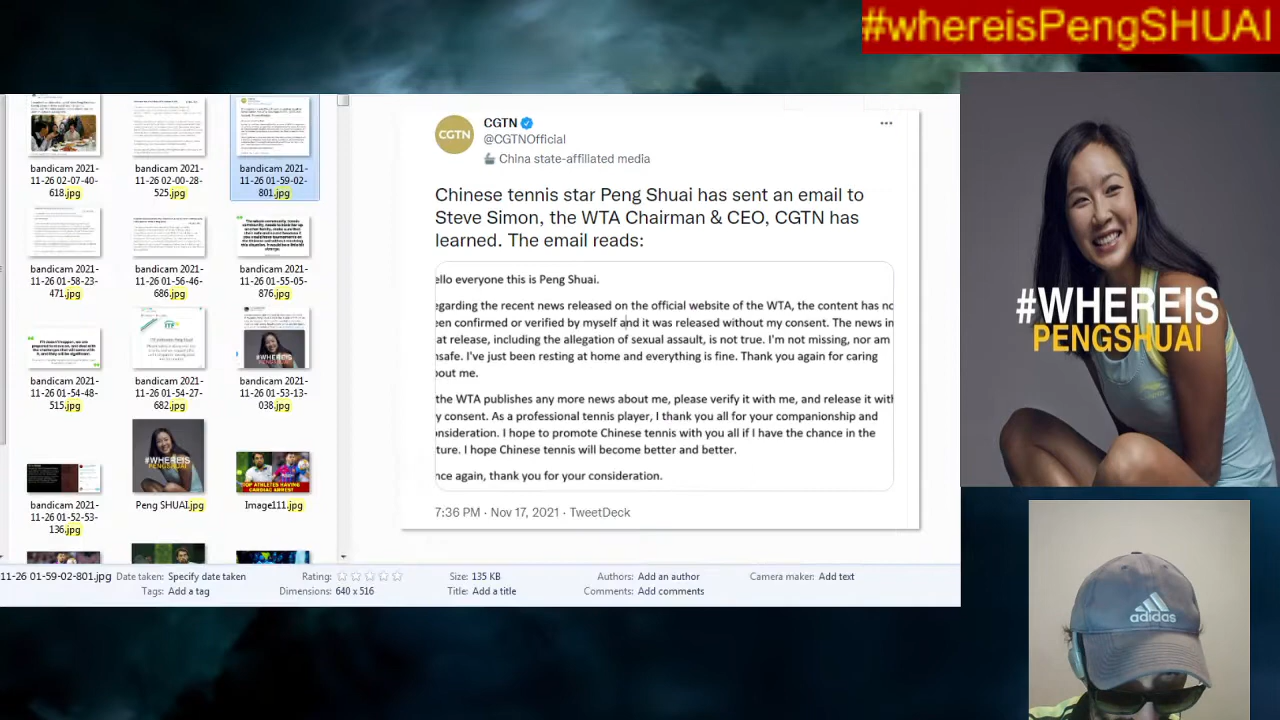 #whereisPengSHUAI
CGTN
@CGTNOfficial
China state-affiliated media
CGTN
Chinese tennis star Peng Shuai has sent an email to
Steve Simon, the WTA Chairman & CEO, CGTN has
learned. The email reads:
ello everyone this is Peng Shuai.
egarding the recent news released on the official website of the WTA, the content has no
een confirmed or verified by myself and it was released without my consent. The news in
at release, including the allegation of sexual assault, is not true. I'm not missing, nor am
nsafe. I've just been resting at home and everything is fine. Thank you again for caring
bout me.
the WTA publishes any more news about me, please verify it with me, and release it with
y consent. As a professional tennis player, I thank you all for your companionship and
onsideration. I hope to promote Chinese tennis with you all if I have the chance in the
ture. I hope Chinese tennis will become better and better.
nce again, thank you for your consideration.
7:36 PM · Nov 17, 2021 · TweetDeck
bandicam 2021-
11-26 02-07-40-
618.jpg
bandicam 2021-
11-26 02-00-28-
525.jpg
bandicam 2021-
11-26 01-59-02-
801.jpg
bandicam 2021-
11-26 01-58-23-
471.jpg
bandicam 2021-
11-26 01-56-46-
686.jpg
bandicam 2021-
11-26 01-55-05-
876.jpg
bandicam 2021-
11-26 01-54-48-
515.jpg
bandicam 2021-
11-26 01-54-27-
682.jpg
bandicam 2021-
11-26 01-53-13-
038.jpg
bandicam 2021-
11-26 01-52-53-
136.jpg
#WHEREIS
PENGSHUAI
Peng SHUAI.jpg
STOP ATHLETES HAVING
CARDIAC ARREST
Image111.jpg
11-26 01-59-02-801.jpg
Date taken: Specify date taken
Tags: Add a tag
Rating:
Dimensions: 640 x 516
Size: 135 KB
Title: Add a title
Authors: Add an author
Comments: Add comments
Camera maker: Add text
#WHEREIS
PENGSHUAI
adidas